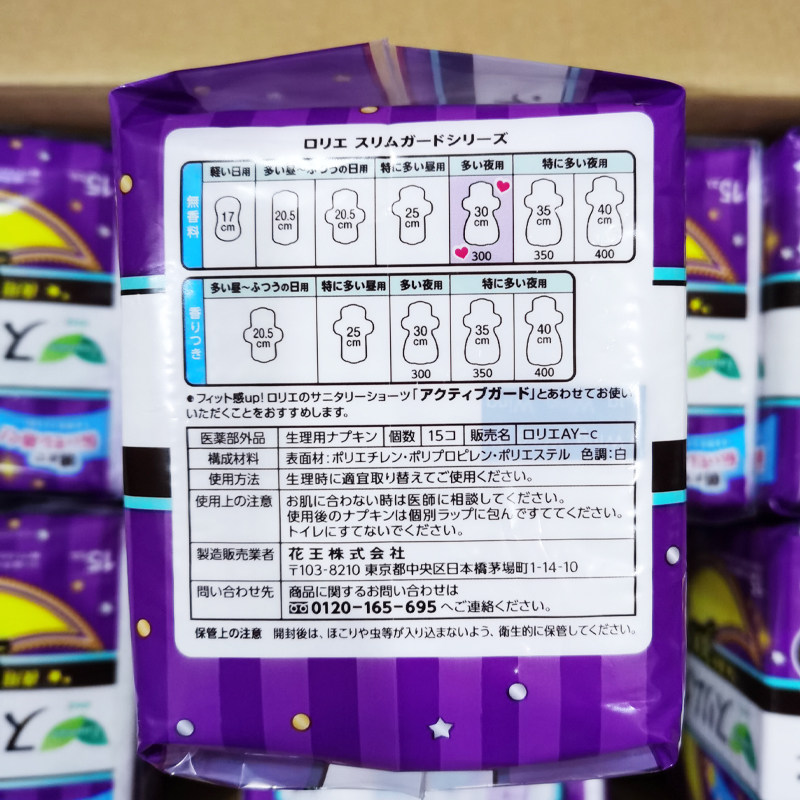 ロリエ スリムガードシリーズ
軽い日用 多い昼〜ふつうの日用 特に多い昼用 多い夜用 特に多い夜用
無香料
17cm 20.5cm 20.5cm 25cm 30cm 35cm 40cm
300 350 400
多い昼〜ふつうの日用 特に多い昼用 多い夜用 特に多い夜用
香りつき
20.5cm 25cm 30cm 35cm 40cm
300 350 400
●フィット感up!ロリエのサニタリーショーツ「アクティブガード」とあわせてお使い
いただくことをおすすめします。
医薬部外品 生理用ナプキン 個数 15コ 販売名 ロリエAY-c
構成材料 表面材:ポリエチレン・ポリプロピレン・ポリエステル 色調:白
使用方法 生理時に適宜取り替えてご使用ください。
使用上の注意 お肌に合わない時は医師に相談してください。
使用後のナプキンは個別ラップに包んですててください。
トイレにすてないでください。
製造販売業者 花王株式会社
〒103-8210 東京都中央区日本橋茅場町1-14-10
問い合わせ先 商品に関するお問い合わせは
0120-165-695 へご連絡ください。
保管上の注意 開封後は、ほこりや虫等が入り込まないよう、衛生的に保管してください。
15
ス
15
ス
15
スリム